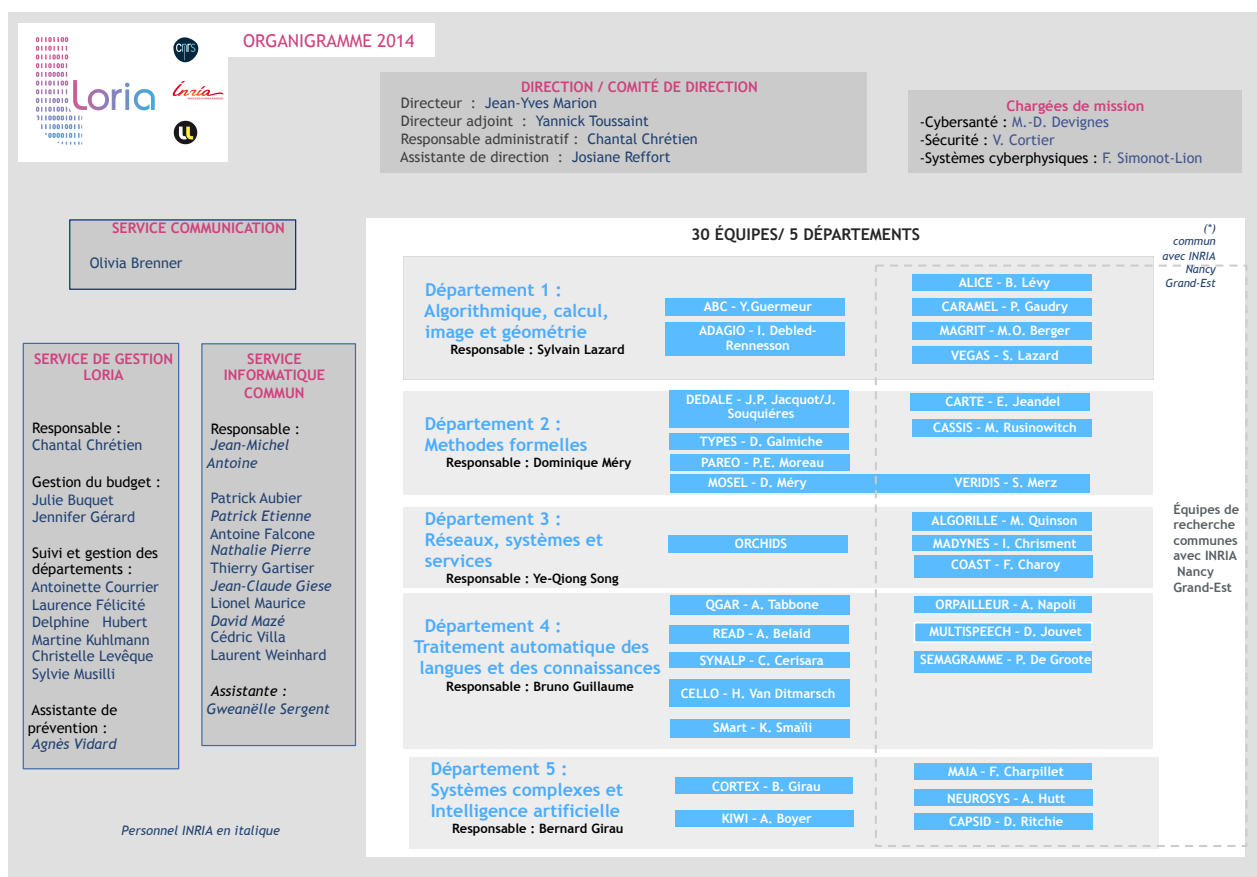 01101100
01101111
01101001
01100001
01101100
01101111
01110010
0110100
Loria
cnrs
Inria
ORGANIGRAMME 2014
DIRECTION / COMITÉ DE DIRECTION
Directeur : Jean-Yves Marion
Directeur adjoint : Yannick Toussaint
Responsable administratif : Chantal Chrétien
Assistante de direction : Josiane Reffort
Chargées de mission
-Cybersanté : M.-D. Devignes
-Sécurité : V. Cortier
-Systèmes cyberphysiques : F. Simonot-Lion
SERVICE COMMUNICATION
Olivia Brenner
SERVICE DE GESTION
LORIA
Responsable :
Chantal Chrétien
Gestion du budget :
Julie Buquet
Jennifer Gérard
Suivi et gestion des
départements :
Antoinette Courrier
Laurence Félicité
Delphine Hubert
Martine Kuhlmann
Christelle Levêque
Sylvie Musilli
Assistante de
prévention :
Agnès Vidard
SERVICE
INFORMATIQUE
COMMUN
Responsable :
Jean-Michel
Antoine
Patrick Aubier
Patrick Etienne
Antoine Falcone
Nathalie Pierre
Thierry Gartiser
Jean-Claude Giese
Lionel Maurice
David Mazé
Cédric Villa
Laurent Weinhard
Assistante :
Gweanëlle Sergent
Personnel INRIA en italique
30 ÉQUIPES/ 5 DÉPARTEMENTS
(*)
commun
avec INRIA
Nancy
Grand-Est
Département 1 :
Algorithmique, calcul,
image et géométrie
Responsable : Sylvain Lazard
ABC - Y.Guermeur
ADAGIO - I. Debled-
Rennesson
ALICE - B. Lévy
CARAMEL - P. Gaudry
MAGRIT - M.O. Berger
VEGAS - S. Lazard
Département 2 :
Methodes formelles
Responsable : Dominique Méry
DEDALE - J.P. Jacquot/J.
Souquiéres
TYPES - D. Galmiche
PAREO - P.E. Moreau
MOSEL - D. Méry
CARTE - E. Jeandel
CASSIS - M. Rusinowitch
VERIDIS - S. Merz
Département 3 :
Réseaux, systèmes et
services
Responsable : Ye-Qiong Song
ORCHIDS
ALGORILLE - M. Quinson
MADYNES - I. Chrisment
COAST - F. Charoy
Département 4 :
Traitement automatique des
langues et des connaissances
Responsable : Bruno Guillaume
QGAR - A. Tabbone
READ - A. Belaid
SYNALP - C. Cerisara
CELLO - H. Van Ditmarsch
SMart - K. Smaïli
ORPAILLEUR - A. Napoli
MULTISPEECH - D. Jouvet
SEMAGRAMME - P. De Groote
Département 5 :
Systèmes complexes et
Intelligence artificielle
Responsable : Bernard Girau
CORTEX - B. Girau
KIWI - A. Boyer
MAIA - F. Charpillet
NEUROSYS - A. Hutt
CAPSID - D. Ritchie
Équipes de
recherche
communes
avec INRIA
Nancy
Grand-Est